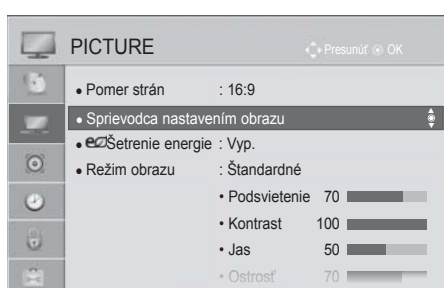 PICTURE
Presunúť OK
• Pomer strán : 16:9
• Sprievodca nastavením obrazu
• Šetrenie energie : Vyp.
• Režim obrazu : Štandardné
• Podsvietenie 70
• Kontrast 100
• Jas 50
• Ostrosť 70